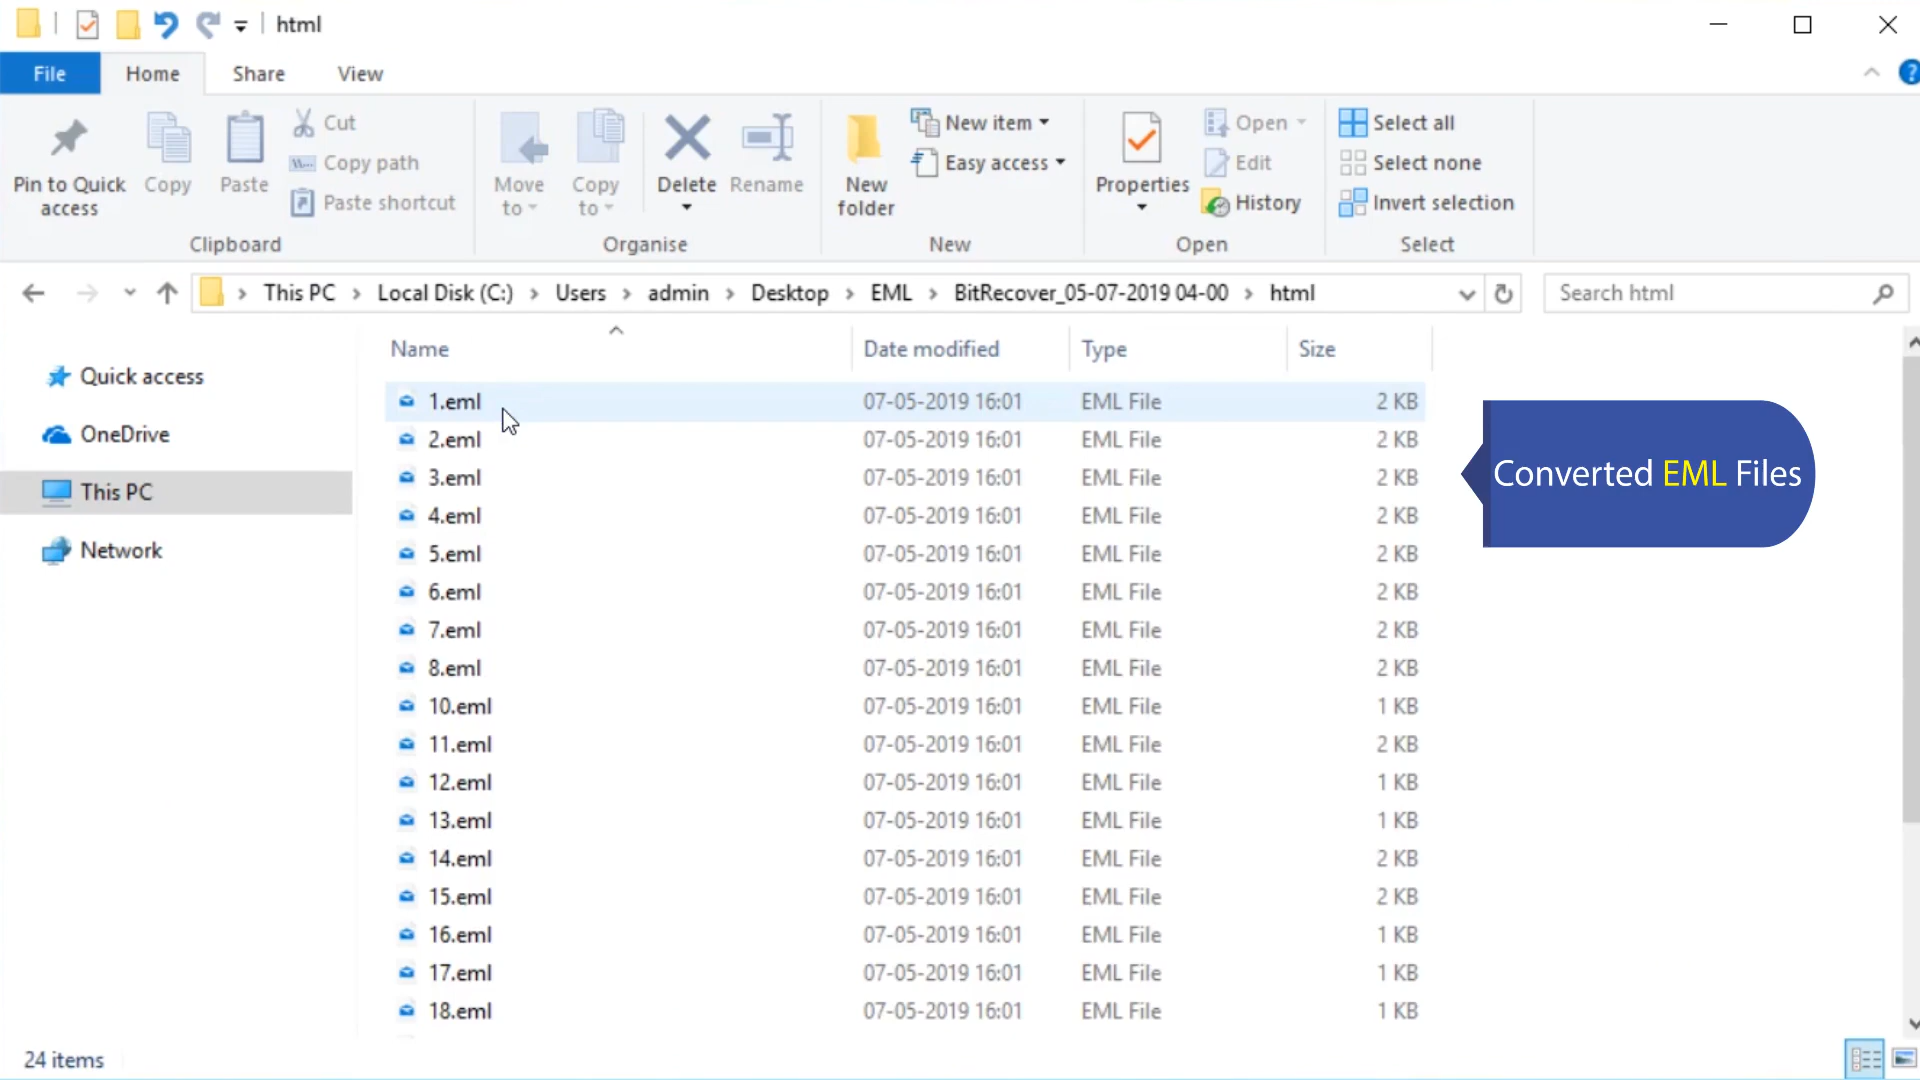 html
File Home Share View
Pin to Quick access
Copy
Paste
Cut
Copy path
Paste shortcut
Clipboard
Move to
Copy to
Delete
Rename
Organise
New folder
New item
Easy access
New
Properties
Open
Edit
History
Open
Select all
Select none
Invert selection
Select
This PC > Local Disk (C:) > Users > admin > Desktop > EML > BitRecover_05-07-2019 04-00 > html
Search html
Quick access
OneDrive
This PC
Network
Name Date modified Type Size
1.eml 07-05-2019 16:01 EML File 2 KB
2.eml 07-05-2019 16:01 EML File 2 KB
3.eml 07-05-2019 16:01 EML File 2 KB
4.eml 07-05-2019 16:01 EML File 2 KB
5.eml 07-05-2019 16:01 EML File 2 KB
6.eml 07-05-2019 16:01 EML File 2 KB
7.eml 07-05-2019 16:01 EML File 2 KB
8.eml 07-05-2019 16:01 EML File 2 KB
10.eml 07-05-2019 16:01 EML File 1 KB
11.eml 07-05-2019 16:01 EML File 2 KB
12.eml 07-05-2019 16:01 EML File 1 KB
13.eml 07-05-2019 16:01 EML File 1 KB
14.eml 07-05-2019 16:01 EML File 2 KB
15.eml 07-05-2019 16:01 EML File 2 KB
16.eml 07-05-2019 16:01 EML File 1 KB
17.eml 07-05-2019 16:01 EML File 1 KB
18.eml 07-05-2019 16:01 EML File 1 KB
Converted EML Files
24 items